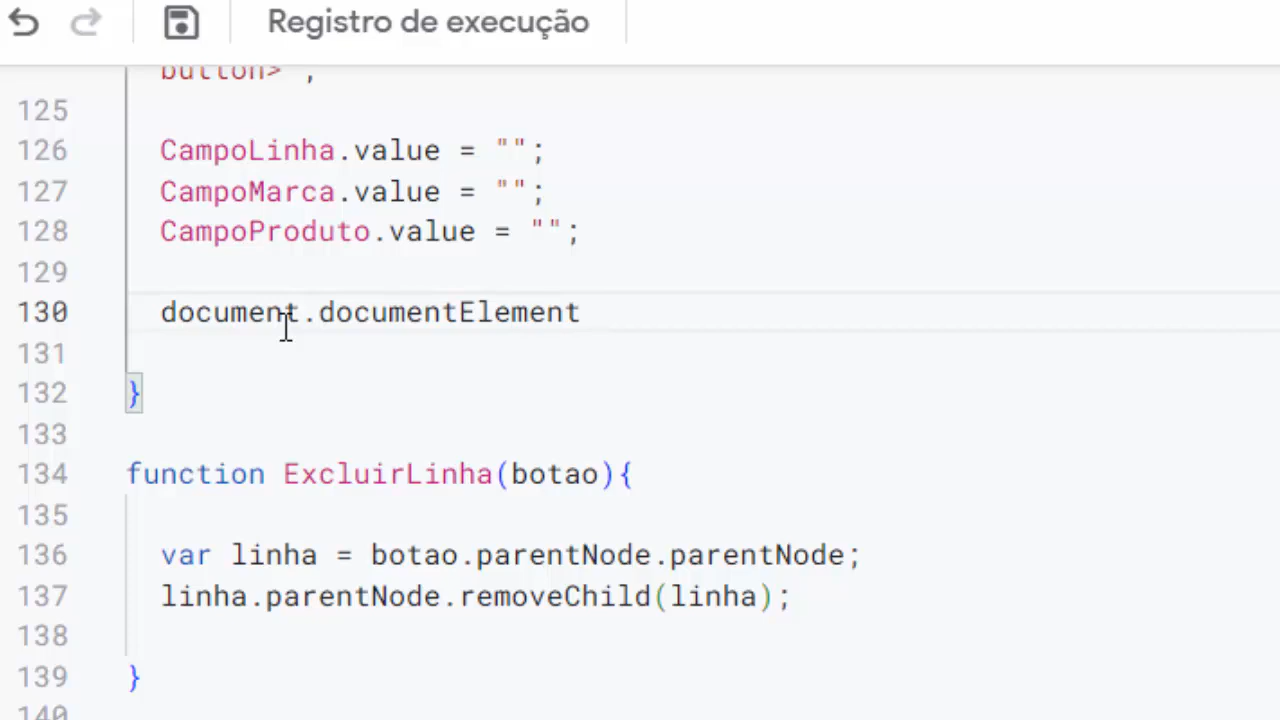 Registro de execução
button>`,
125
126 CampoLinha.value = "";
127 CampoMarca.value = "";
128 CampoProduto.value = "";
129
130 document.documentElement
131
132 }
133
134 function ExcluirLinha(botao){
135
136 var linha = botao.parentNode.parentNode;
137 linha.parentNode.removeChild(linha);
138
139 }
140